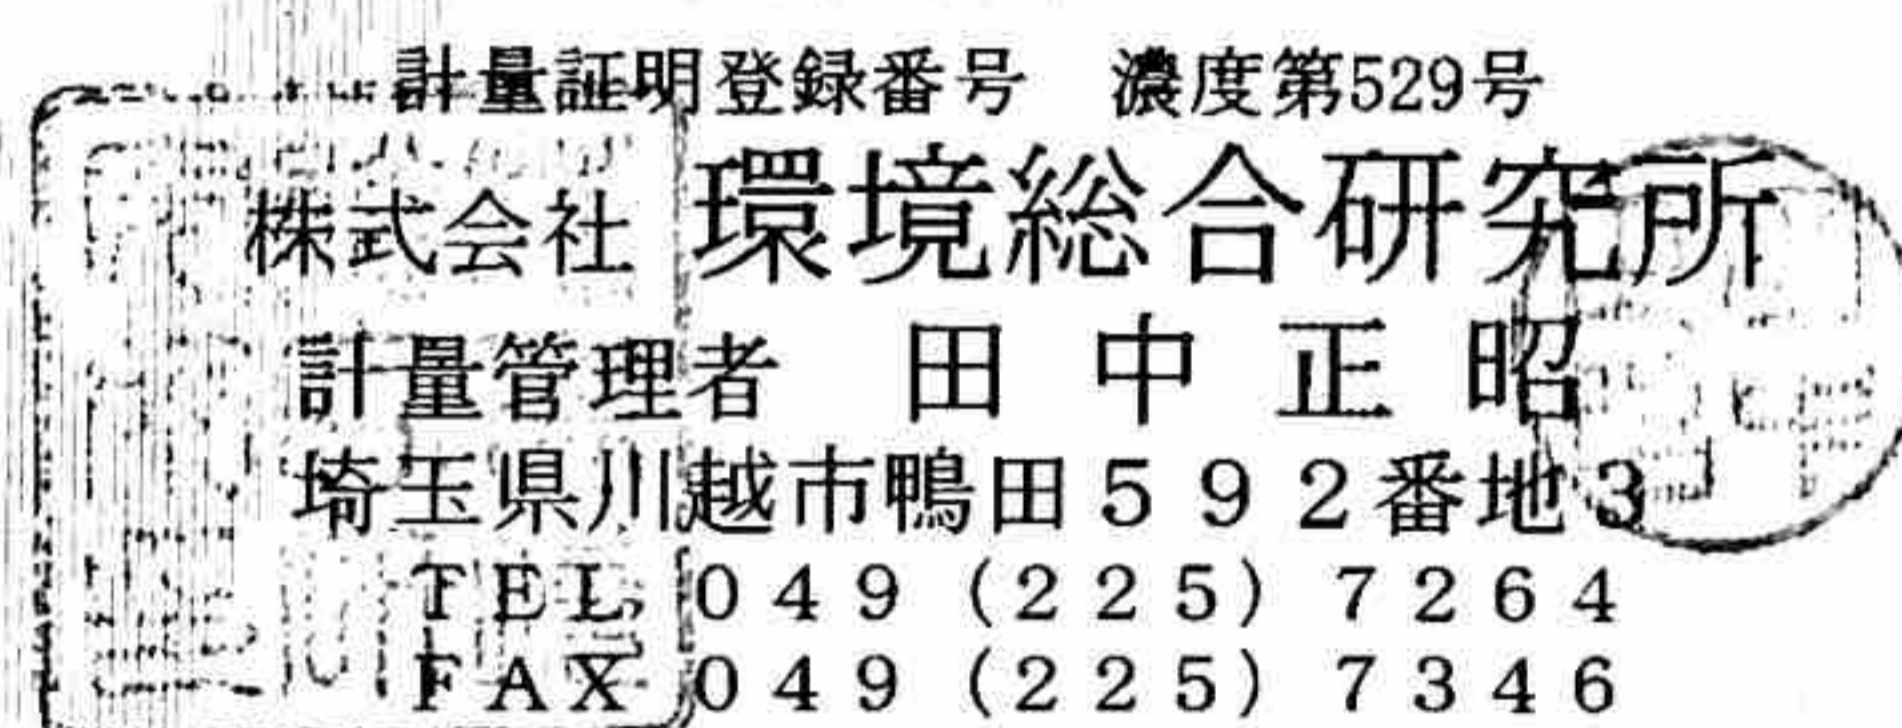 計量証明登録番号　濃度第529号
株式会社 環境総合研究所
計量管理者　田　中　正　昭
埼玉県川越市鴨田５９２番地３
ＴＥＬ ０４９（２２５）７２６４
ＦＡＸ ０４９（２２５）７３４６